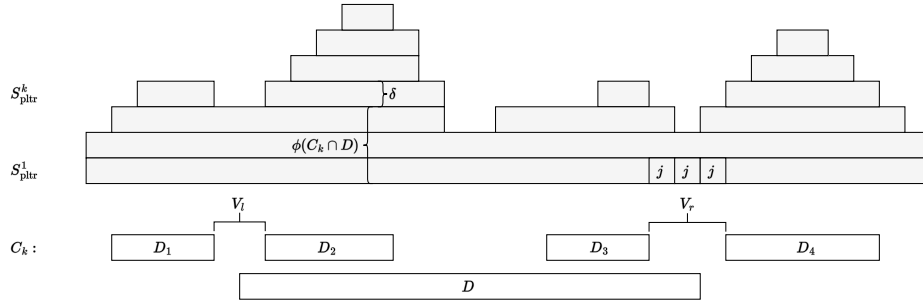 S^k_pltr
δ
ϕ(C_k ∩ D)
S^1_pltr
j j j
V_l V_r
C_k : D_1 D_2 D_3 D_4
D